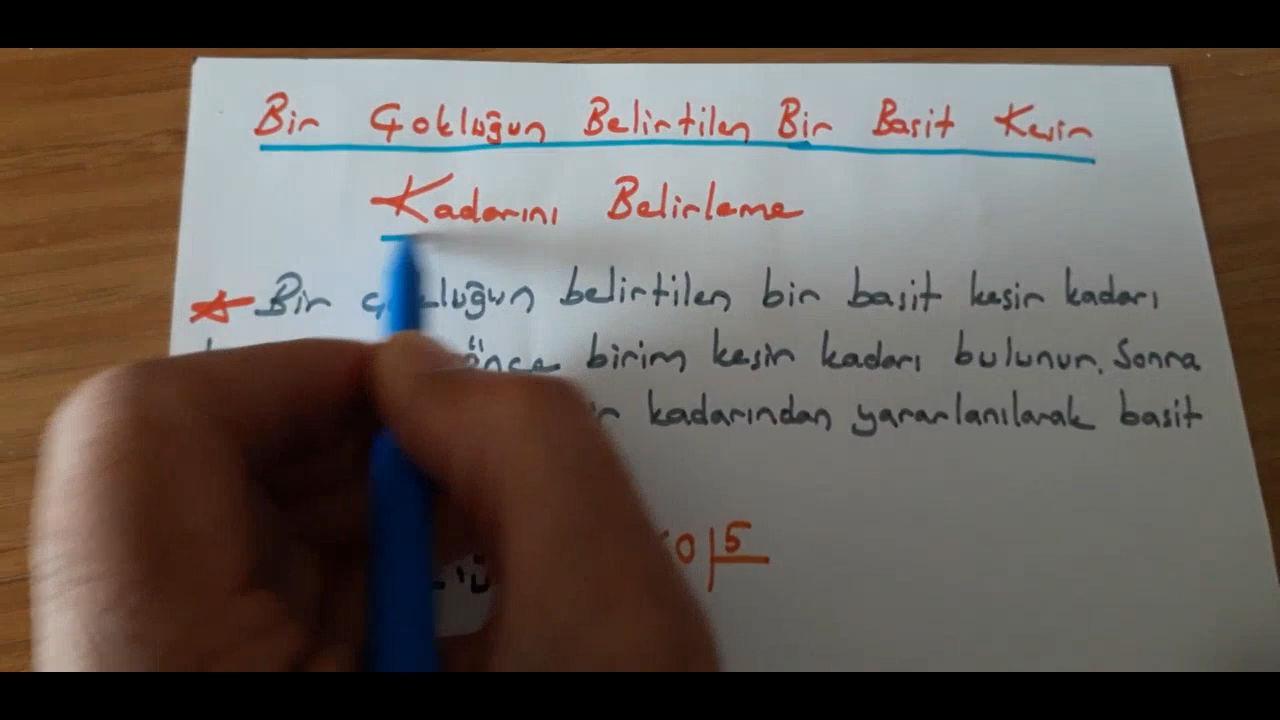 Bir Çokluğun Belirtilen Bir Basit Kesir
Kadarını Belirleme
Bir belirtilen bir basit kesir kadarı
önce birim kesir kadarı bulunur. Sonra
kadarından yararlanılarak basit
5